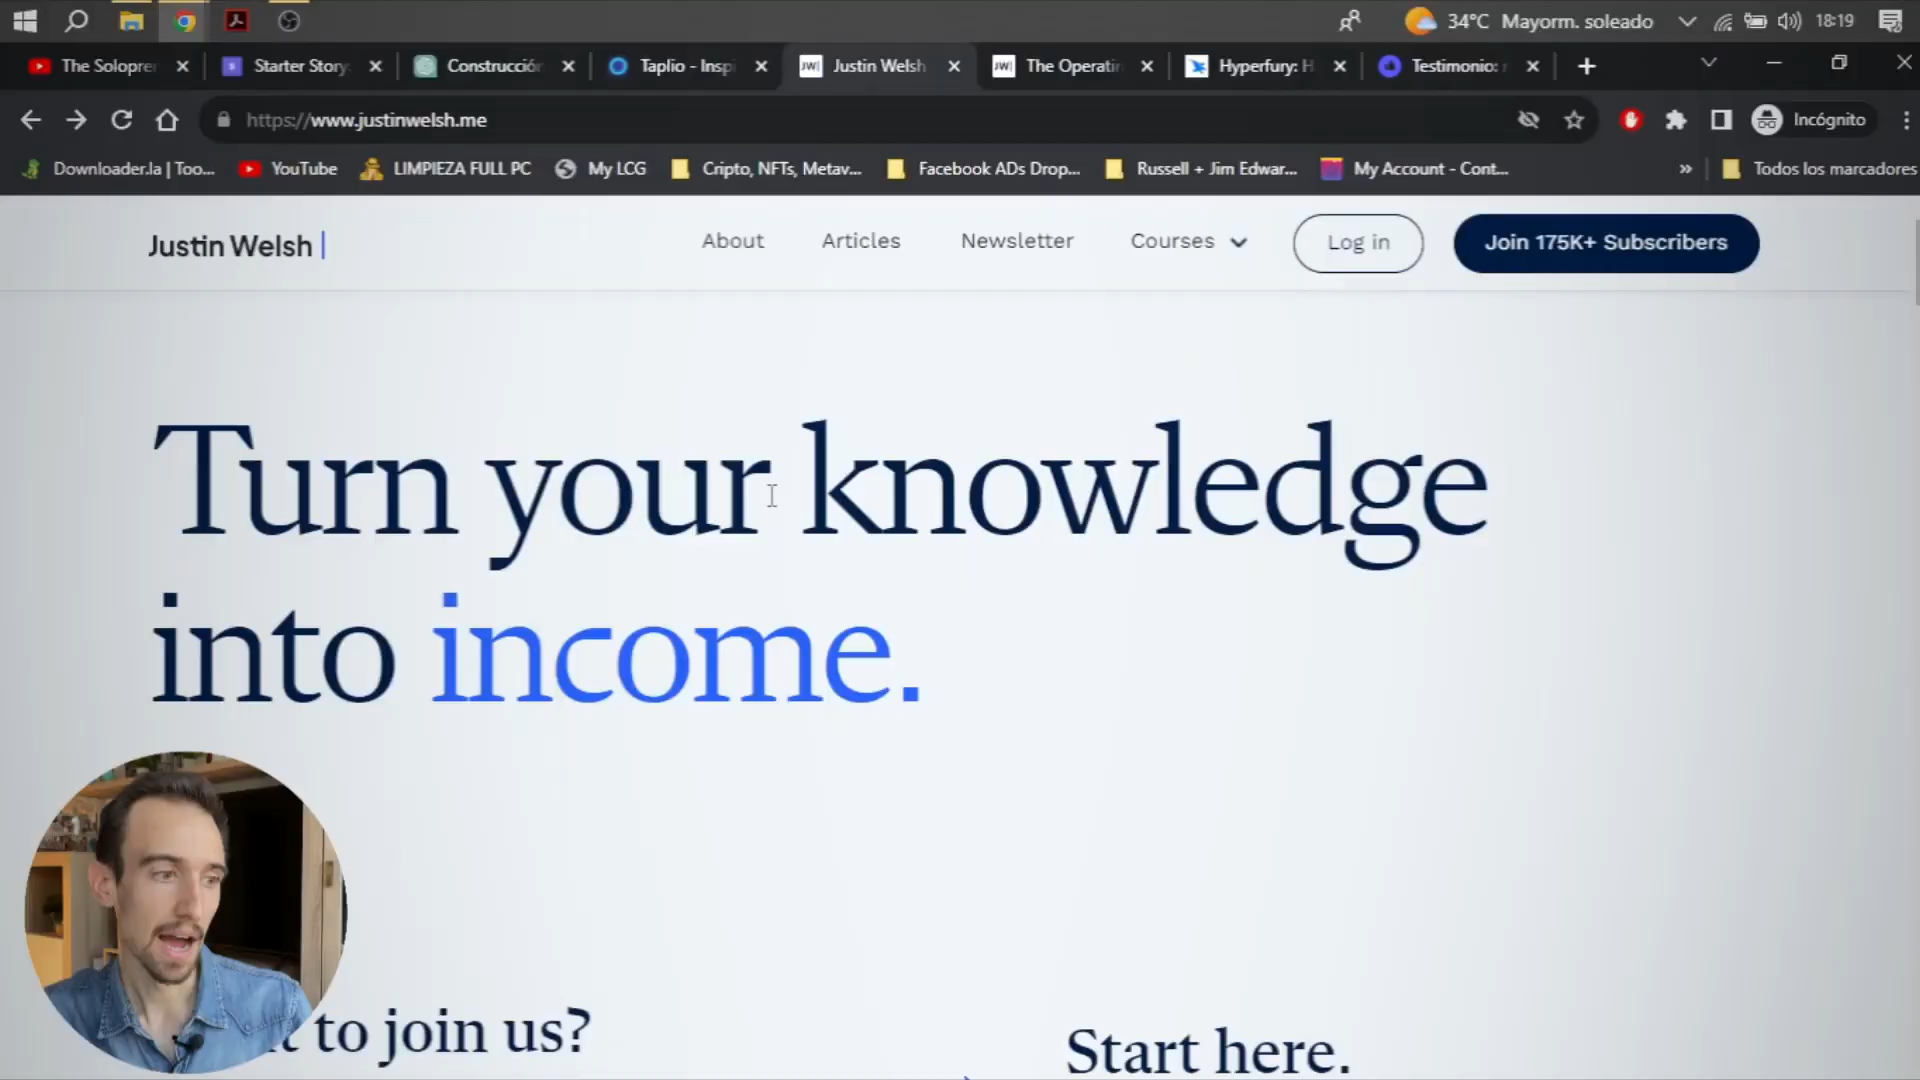 34°C Mayorm. soleado 18:19
The Solopre
Starter Story
Construcció
Taplio - Insp
Justin Welsh
The Operatin
Hyperfury: H
Testimonio:
https://www.justinwelsh.me
Incógnito
Downloader.la | Too...
YouTube
LIMPIEZA FULL PC
My LCG
Cripto, NFTs, Metav...
Facebook ADs Drop...
Russell + Jim Edwar...
My Account - Cont...
»
Todos los marcadores
Justin Welsh |
About
Articles
Newsletter
Courses
Log in
Join 175K+ Subscribers
Turn your knowledge
into income.
to join us?
Start here.